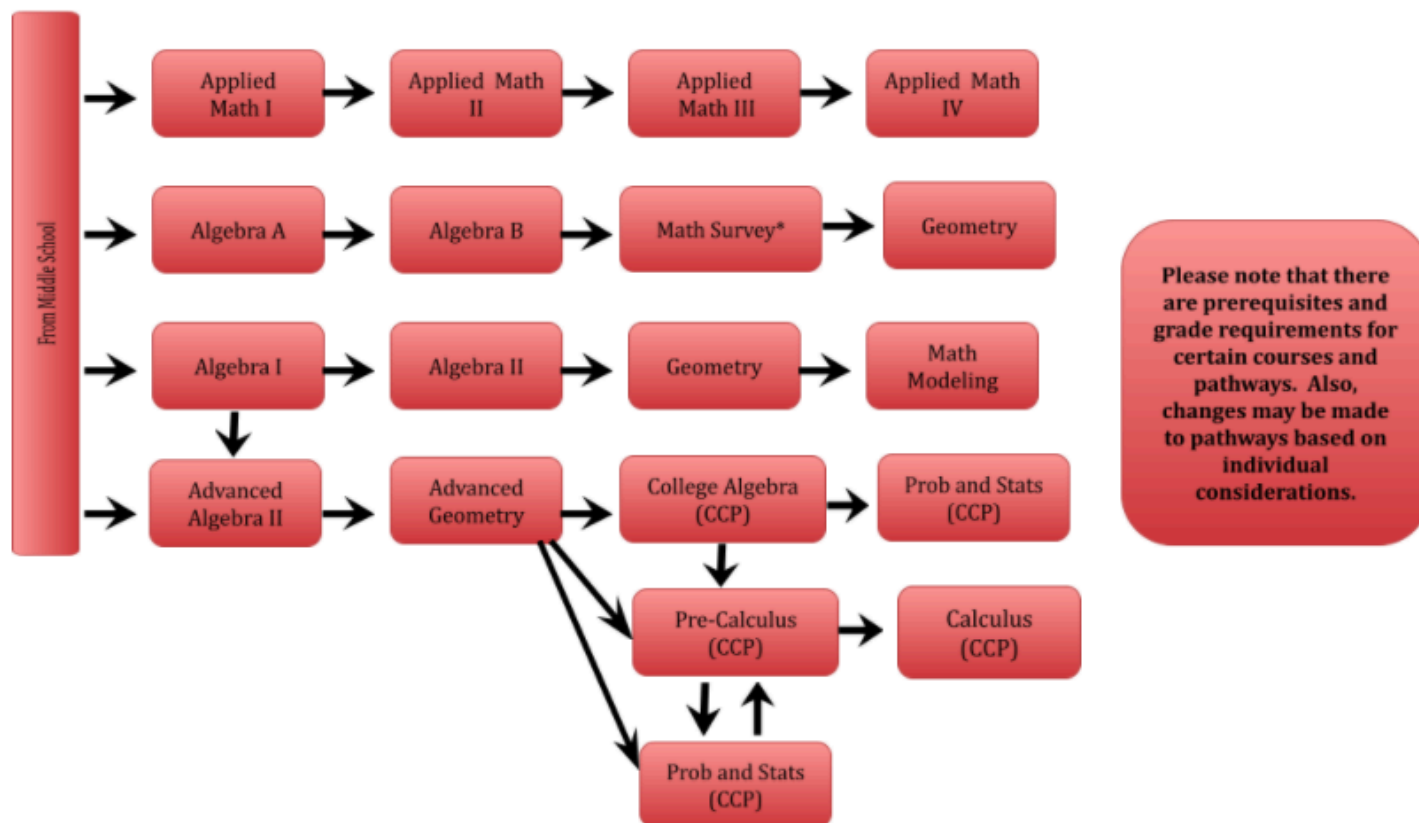 From Middle School
Applied
Math I
Applied Math
II
Applied
Math III
Applied Math
IV
Algebra A
Algebra B
Math Survey*
Geometry
Algebra I
Algebra II
Geometry
Math
Modeling
Advanced
Algebra II
Advanced
Geometry
College Algebra
(CCP)
Prob and Stats
(CCP)
Pre-Calculus
(CCP)
Calculus
(CCP)
Prob and Stats
(CCP)
Please note that there
are prerequisites and
grade requirements for
certain courses and
pathways. Also,
changes may be made
to pathways based on
individual
considerations.